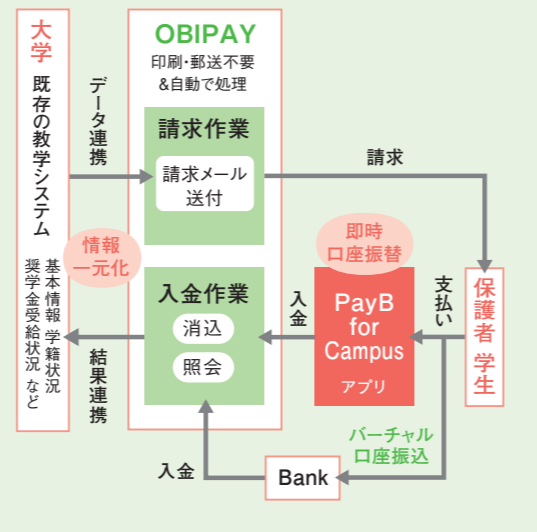 大学
既存の教学システム
基本情報 学籍状況
奨学金受給状況 など
データ連携
OBIPAY
印刷・郵送不要
&自動で処理
請求作業
請求メール
送付
請求
情報
一元化
入金作業
消込
照会
結果連携
即時
口座振替
入金
PayB
for
Campus
アプリ
支払い
保護者 学生
バーチャル
口座振込
入金
Bank